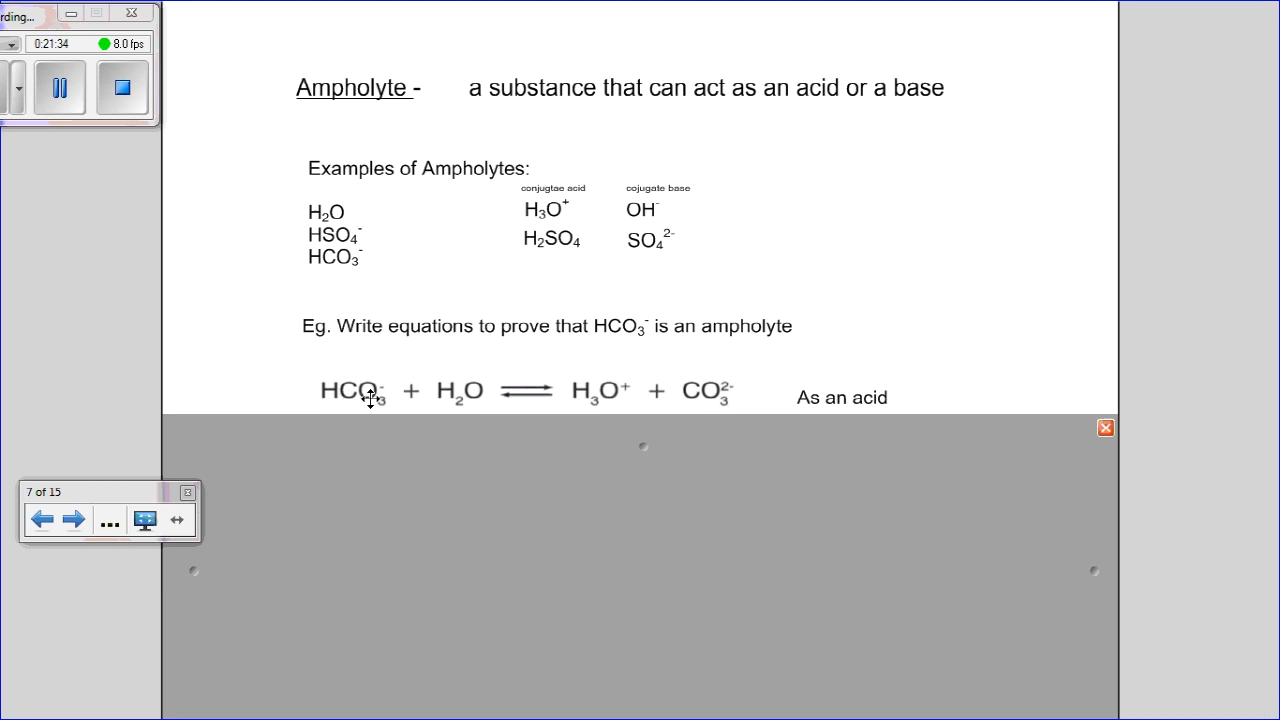 rding...
0:21:34 8.0 fps
Ampholyte - a substance that can act as an acid or a base
Examples of Ampholytes:
conjugtae acid cojugate base
H₂O H₃O⁺ OH⁻
HSO₄⁻ H₂SO₄ SO₄²⁻
HCO₃⁻
Eg. Write equations to prove that HCO₃⁻ is an ampholyte
HCO₃⁻ + H₂O ⇌ H₃O⁺ + CO₃²⁻ As an acid
7 of 15
...